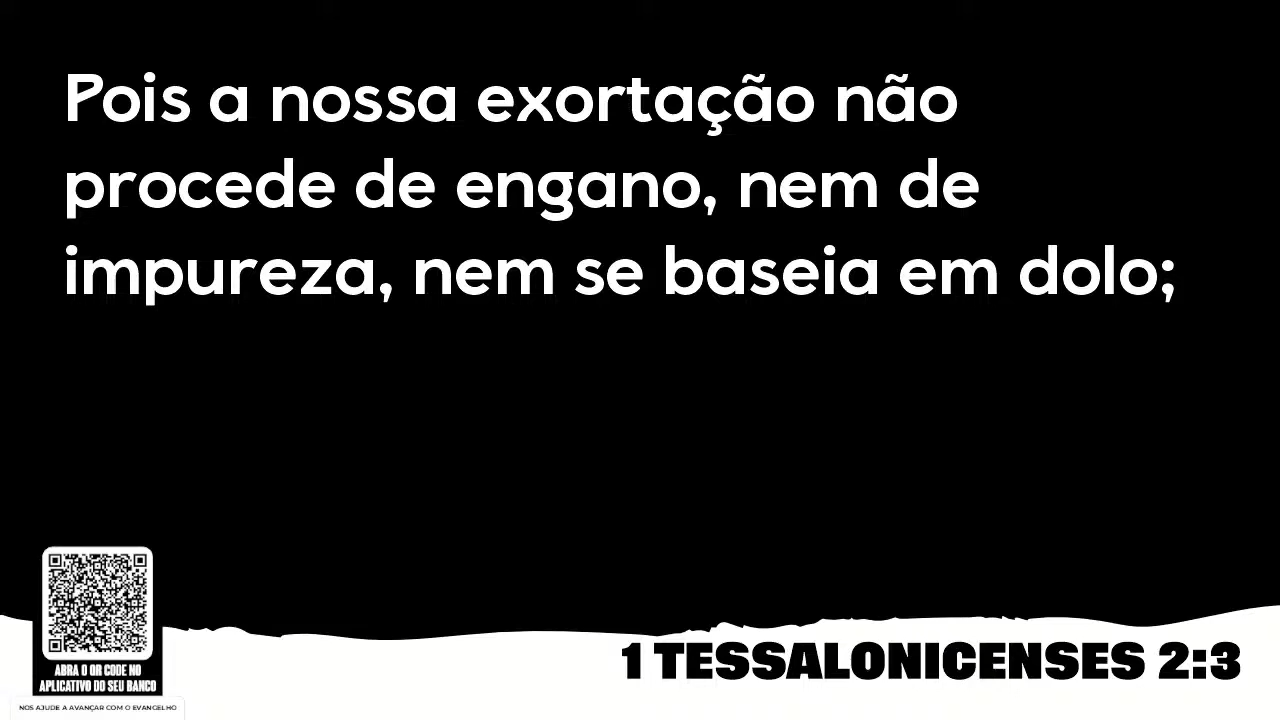 Pois a nossa exortação não
procede de engano, nem de
impureza, nem se baseia em dolo;
ABRA O QR CODE NO
APLICATIVO DO SEU BANCO
NOS AJUDE A AVANÇAR COM O EVANGELHO
1 TESSALONICENSES 2:3